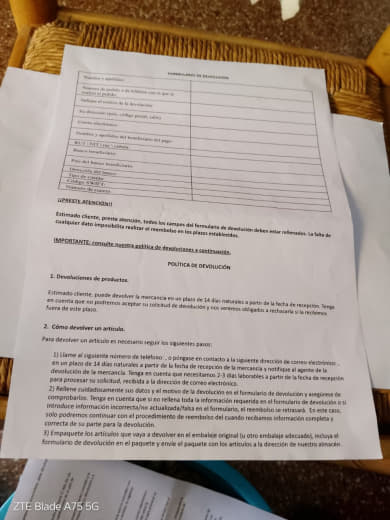 FORMULARIO DE DEVOLUCIÓN
Nombre y apellidos:
Número de pedido o de teléfono con el que se
realizó el pedido:
Indique el motivo de la devolución:
Su dirección (país, código postal, calle):
Correo electrónico:
Nombre y apellidos del beneficiario del pago:
Banco beneficiario:
País del banco beneficiario:
Dirección del banco:
Tipo de cuenta:
Código SWIFT:
Número de cuenta:
¡¡PRESTE ATENCIÓN!!
Estimado cliente, preste atención, todos los campos del formulario de devolución deben estar rellenados. La falta de
cualquier dato imposibilita realizar el reembolso en los plazos establecidos.
IMPORTANTE: consulte nuestra política de devoluciones a continuación.
POLÍTICA DE DEVOLUCIÓN
1. Devoluciones de productos.
Estimado cliente, puede devolver la mercancía en un plazo de 14 días naturales a partir de la fecha de recepción. Tenga
en cuenta que no podremos aceptar su solicitud de devolución y nos veremos obligados a rechazarla si la recibimos
fuera de este plazo.
2. Cómo devolver un artículo.
Para devolver un artículo es necesario seguir los siguientes pasos:
1) Llame al siguiente número de teléfono: , o póngase en contacto a la siguiente dirección de correo electrónico: ,
en un plazo de 14 días naturales a partir de la fecha de recepción de la mercancía y notifique al agente de la
devolución de la mercancía. Tenga en cuenta que necesitamos 2-3 días laborables a partir de la fecha de recepción
para procesar su solicitud, recibida a la dirección de correo electrónico.
2) Rellene cuidadosamente sus datos y el motivo de la devolución en el formulario de devolución y asegúrese de
comprobarlos. Tenga en cuenta que si no rellena toda la información requerida en el formulario de devolución o si
introduce información incorrecta/no actualizada/falsa en el formulario, el reembolso se retrasará. En este caso,
solo podremos continuar con el procedimiento de reembolso del cuando recibamos información completa y
correcta de su parte para la devolución.
3) Empaquete los artículos que vaya a devolver en el embalaje original (u otro embalaje adecuado), incluya el
formulario de devolución en el paquete y envíe el paquete con los artículos a la dirección de nuestro almacén
ZTE Blade A75 5G